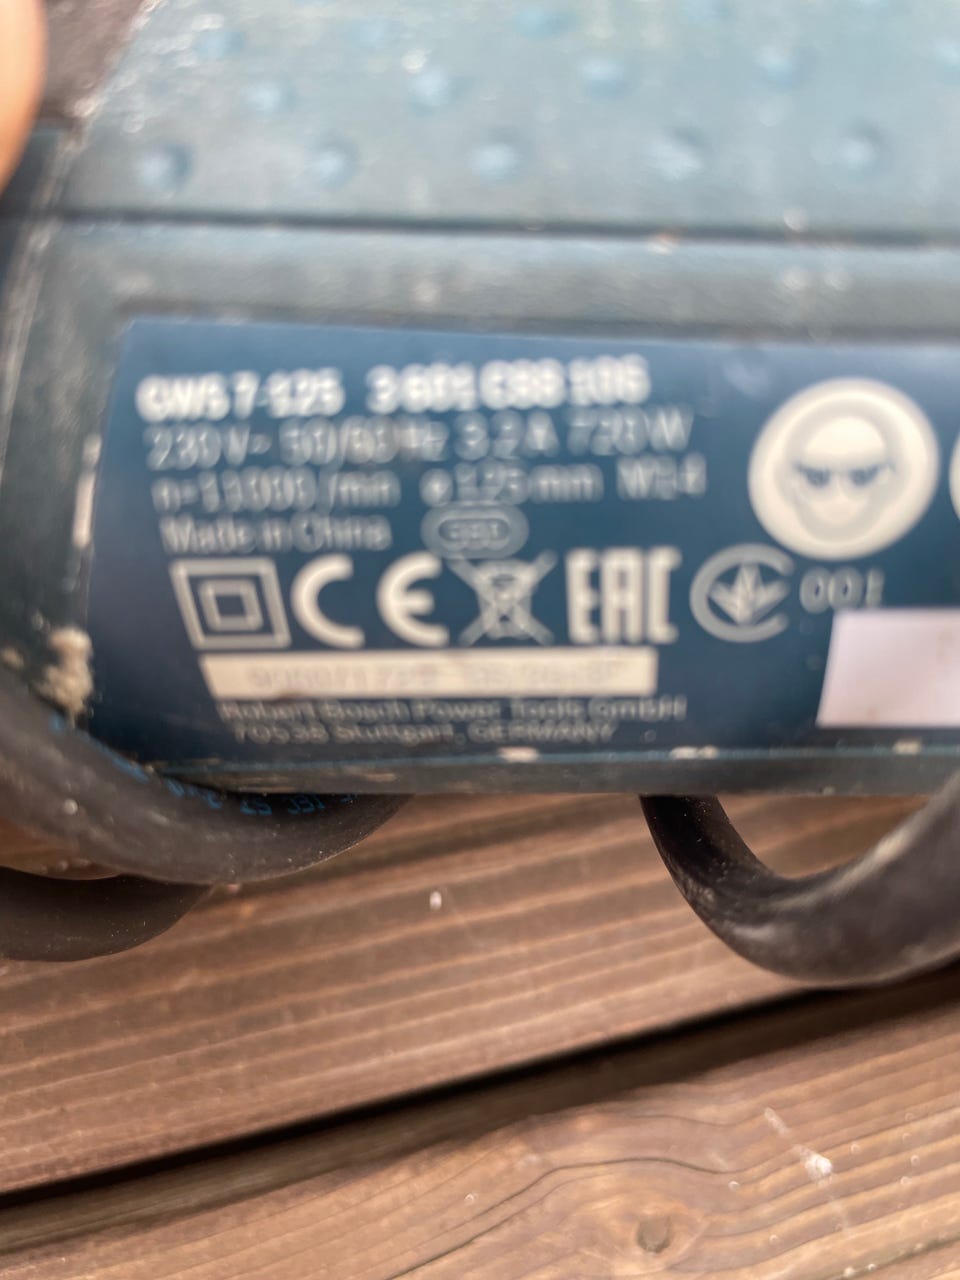 GWS 7-125 3 601 C88 106
230 V~ 50/60 Hz 3.2 A 720 W
n=11000 /min ø 125 mm M14
Made in China
CE EAC 001
Robert Bosch Power Tools GmbH
70538 Stuttgart, GERMANY